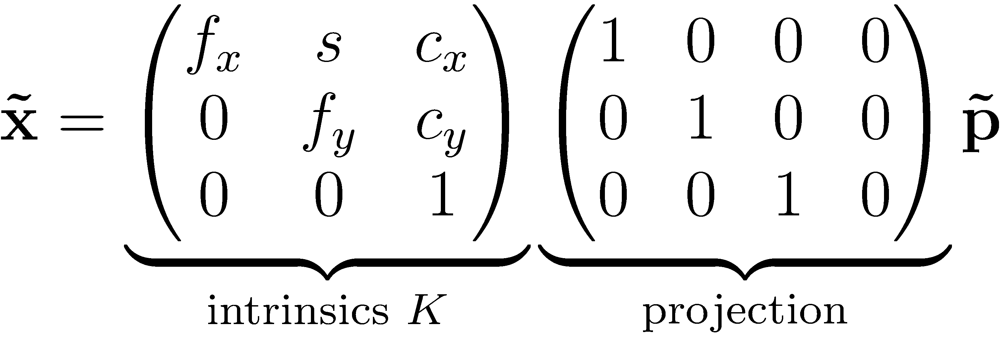 x̃ = ( f_x s c_x ) ( 1 0 0 0 ) p̃
( 0 f_y c_y ) ( 0 1 0 0 )
( 0 0 1 ) ( 0 0 1 0 )
intrinsics K projection